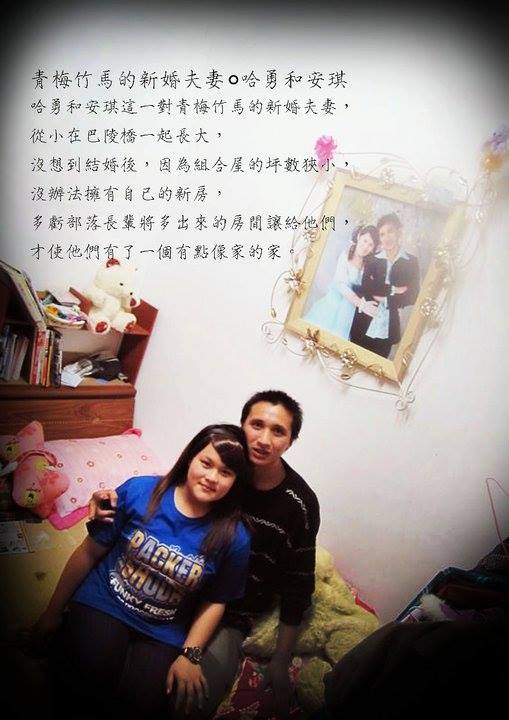 青梅竹馬的新婚夫妻。哈勇和安琪
哈勇和安琪這一對青梅竹馬的新婚夫妻，
從小在巴陵橋一起長大，
沒想到結婚後，因為組合屋的坪數狹小，
沒辦法擁有自己的新房，
多虧部落長輩將多出來的房間讓給他們，
才使他們有了一個有點像家的家。
PACKER
FUNKY FRESH